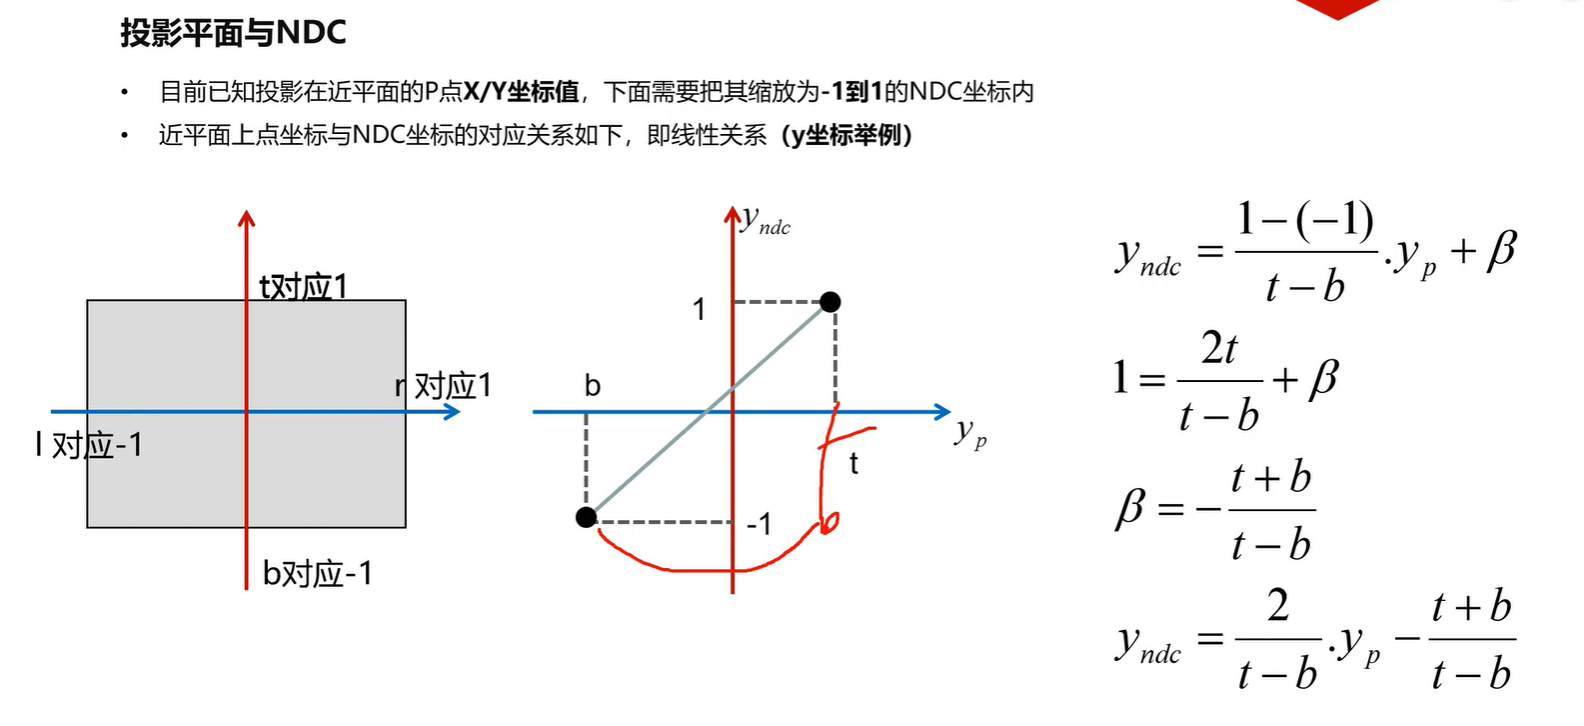 投影平面与NDC
• 目前已知投影在近平面的P点X/Y坐标值，下面需要把其缩放为-1到1的NDC坐标内
• 近平面上点坐标与NDC坐标的对应关系如下，即线性关系（y坐标举例）
t对应1
r 对应1
l 对应-1
b对应-1
y_{ndc}
1
b
y_p
t
-1
y_{ndc} = \frac{1-(-1)}{t-b}.y_p + β
1 = \frac{2t}{t-b} + β
β = -\frac{t+b}{t-b}
y_{ndc} = \frac{2}{t-b}.y_p - \frac{t+b}{t-b}